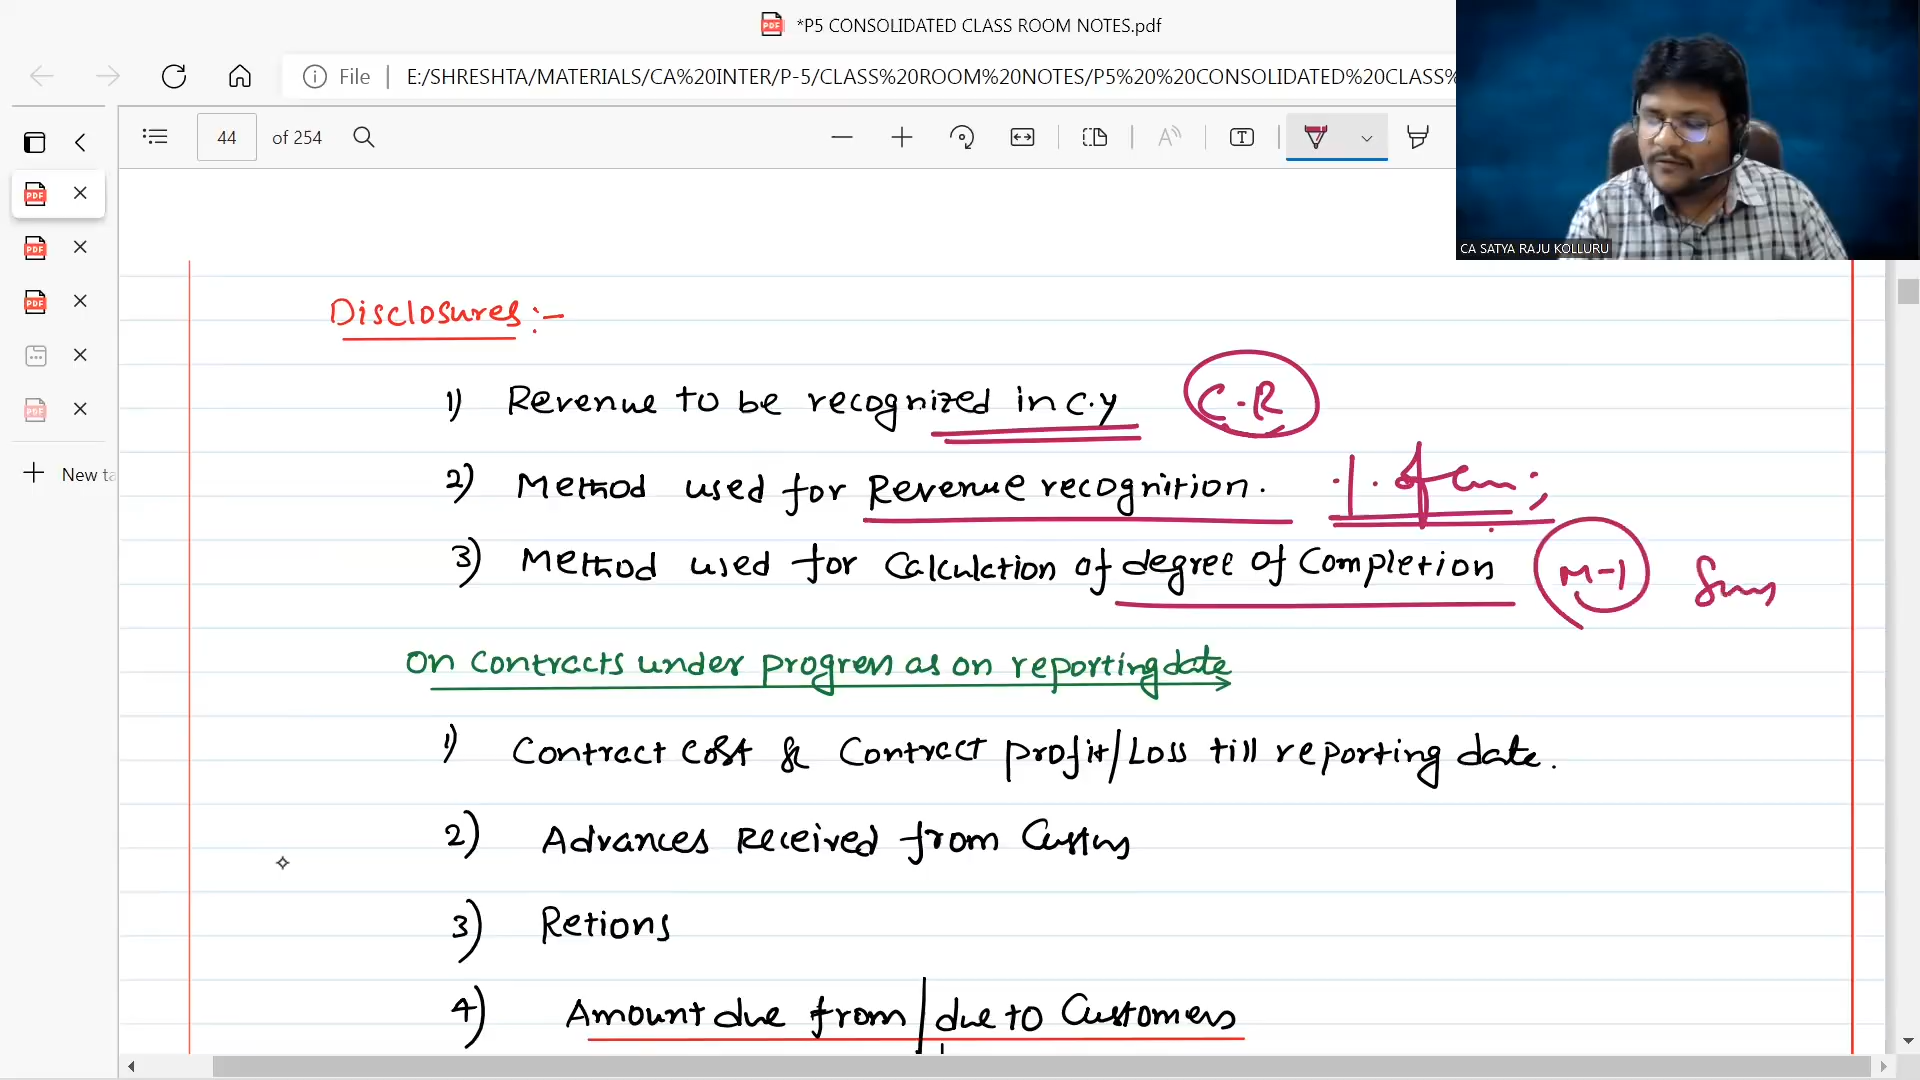 *P5 CONSOLIDATED CLASS ROOM NOTES.pdf
File
E:/SHRESHTA/MATERIALS/CA%20INTER/P-5/CLASS%20ROOM%20NOTES/P5%20%20CONSOLIDATED%20CLASS%
44 of 254
CA SATYA RAJU KOLLURU
New ta
Disclosures :-
1) Revenue to be recognized in C.Y C.R
2) Method used for Revenue recognition.
3) Method used for Calculation of degree of Completion M-1
On contracts under progress as on reporting date
1) Contract cost & Contract profit/Loss till reporting date.
2) Advances Received from
3) Retions
4) Amount due from/due to Customers